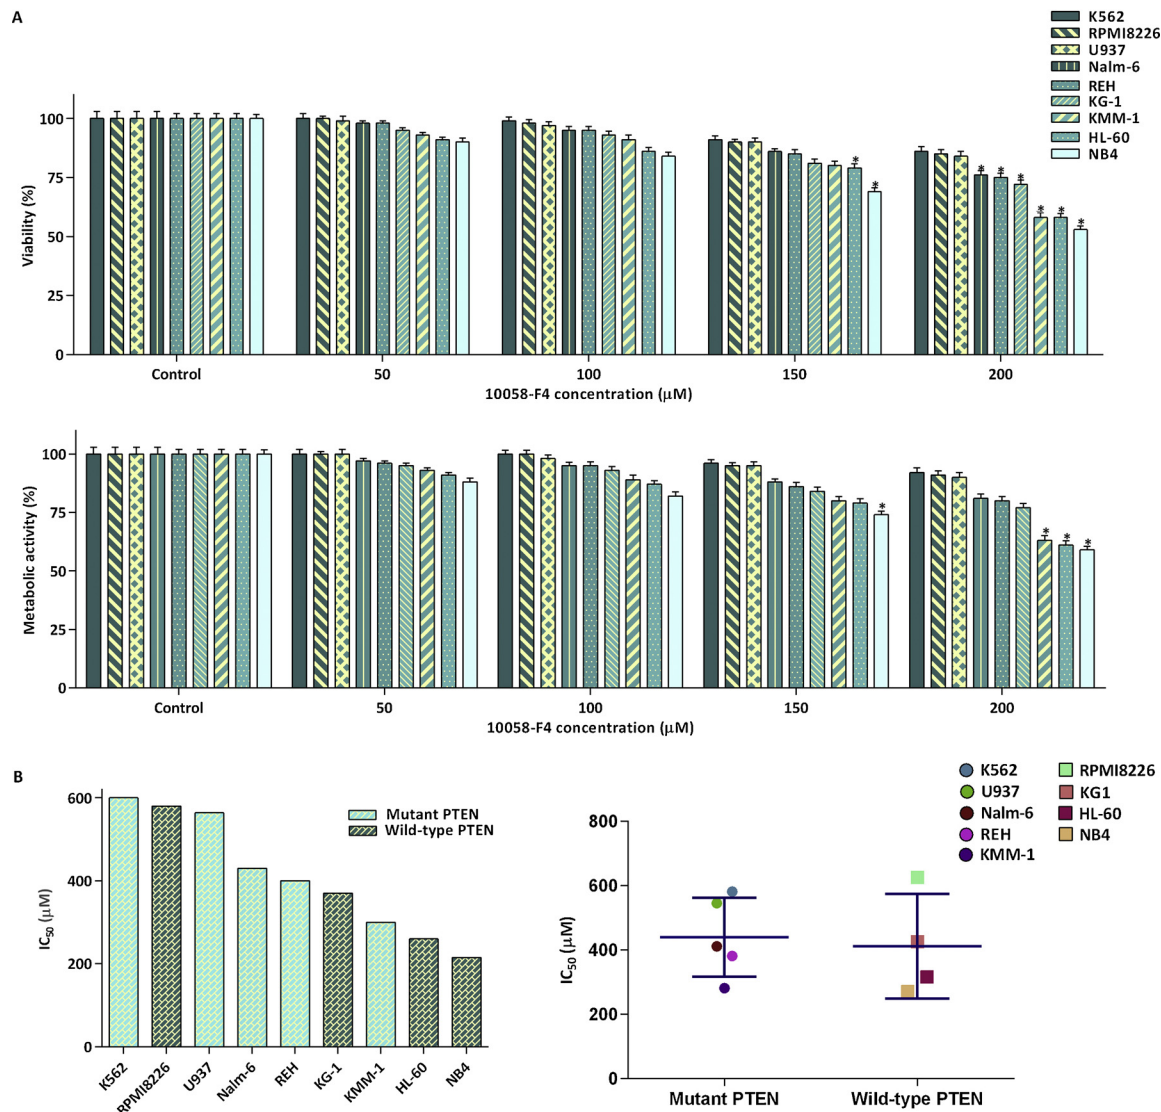 A
K562
RPMI8226
U937
Nalm-6
REH
KG-1
KMM-1
HL-60
NB4
Viability (%)
100
75
50
25
0
* * * * * * * *
Control 50 100 150 200
10058-F4 concentration (µM)
Metabolic activity (%)
100
75
50
25
0
* * * *
Control 50 100 150 200
10058-F4 concentration (µM)
B
Mutant PTEN
Wild-type PTEN
IC50 (µM)
600
400
200
0
K562 RPMI8226 U937 Nalm-6 REH KG-1 KMM-1 HL-60 NB4
K562 RPMI8226
U937 KG1
Nalm-6 HL-60
REH NB4
KMM-1
IC50 (µM)
800
600
400
200
0
Mutant PTEN Wild-type PTEN